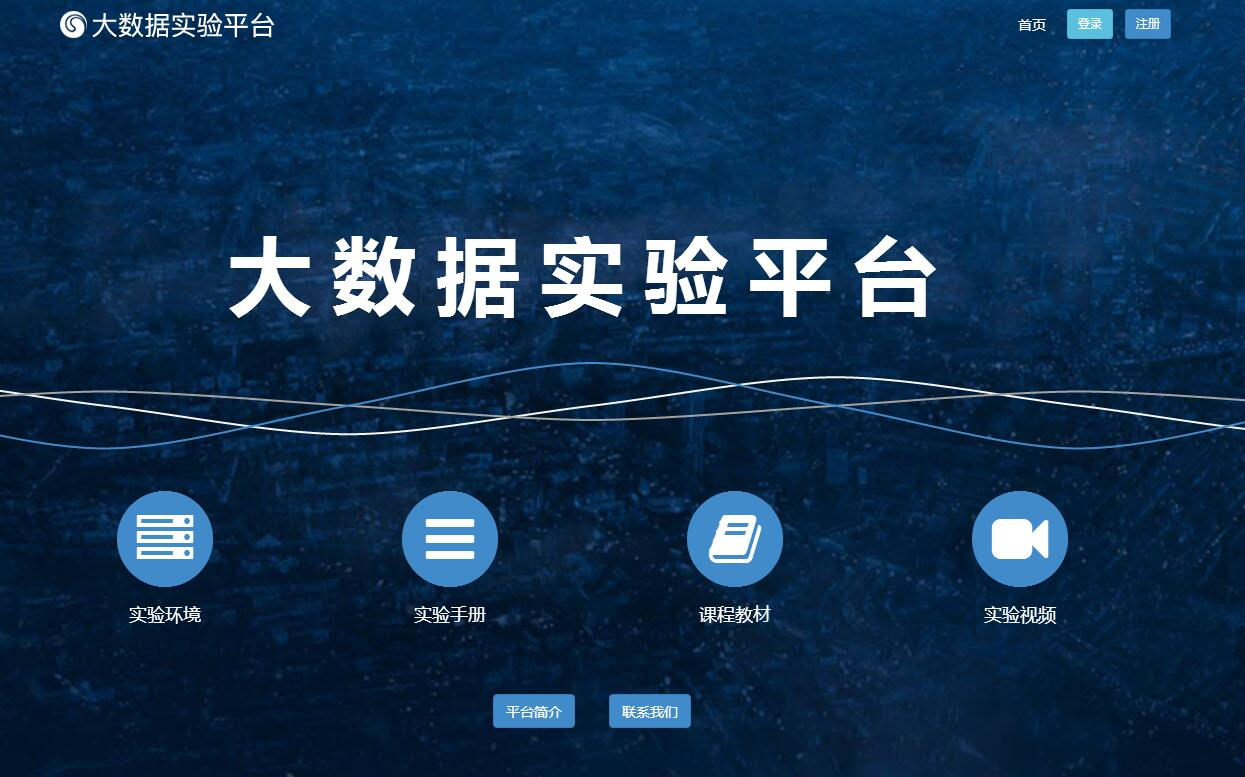 大数据实验平台
首页 登录 注册
大数据实验平台
实验环境 实验手册 课程教材 实验视频
平台简介 联系我们